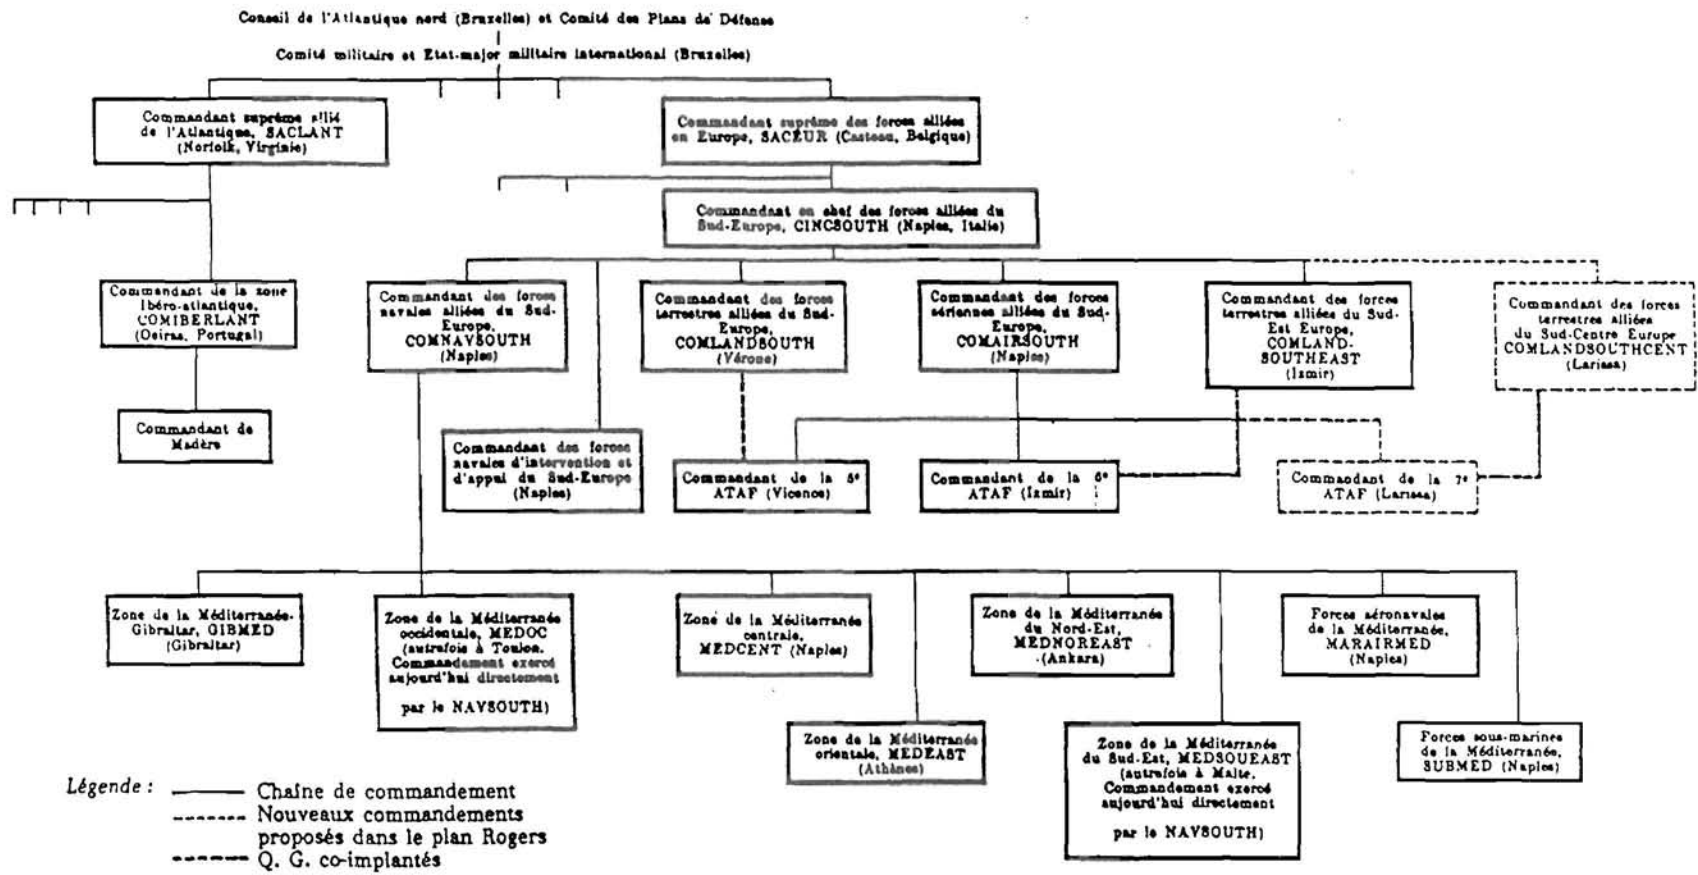 Conseil de l'Atlantique nord (Bruxelles) et Comité des Plans de Défense
Comité militaire et Etat-major militaire international (Bruxelles)
Commandant suprême allié
de l'Atlantique, SACLANT
(Norfolk, Virginie)
Commandant suprême des forces alliées
en Europe, SACEUR (Casteau, Belgique)
Commandant en chef des forces alliées du
Sud-Europe, CINCSOUTH (Naples, Italie)
Commandant de la zone
Ibéro-atlantique,
COMIBERLANT
(Oeiras, Portugal)
Commandant des forces
navales alliées du Sud-
Europe,
COMNAVSOUTH
(Naples)
Commandant des forces
terrestres alliées du Sud-
Europe,
COMLANDSOUTH
(Vérone)
Commandant des forces
aériennes alliées du Sud-
Europe,
COMAIRSOUTH
(Naples)
Commandant des forces
terrestres alliées du Sud-
Est Europe,
COMLAND-
SOUTHEAST
(Izmir)
Commandant des forces
terrestres alliées
du Sud-Centre Europe
COMLANDSOUTHCENT
(Larissa)
Commandant de
Madère
Commandant des forces
navales d'intervention et
d'appui du Sud-Europe
(Naples)
Commandant de la 5e
ATAF (Vicence)
Commandant de la 6e
ATAF (Izmir)
Commandant de la 7e
ATAF (Larissa)
Zone de la Méditerranée-
Gibraltar, GIBMED
(Gibraltar)
Zone de la Méditerranée
occidentale, MEDOC
(autrefois à Toulon.
Commandement exercé
aujourd'hui directement
par le NAVSOUTH)
Zone de la Méditerranée
centrale,
MEDCENT (Naples)
Zone de la Méditerranée
du Nord-Est,
MEDNOREAST
(Ankara)
Forces aéronavales
de la Méditerranée,
MARAIRMED
(Naples)
Zone de la Méditerranée
orientale, MEDEAST
(Athènes)
Zone de la Méditerranée
du Sud-Est, MEDSOUEAST
(autrefois à Malte.
Commandement exercé
aujourd'hui directement
par le NAVSOUTH)
Forces sous-marines
de la Méditerranée,
SUBMED (Naples)
Légende :
Chaîne de commandement
Nouveaux commandements
proposés dans le plan Rogers
Q. G. co-implantés